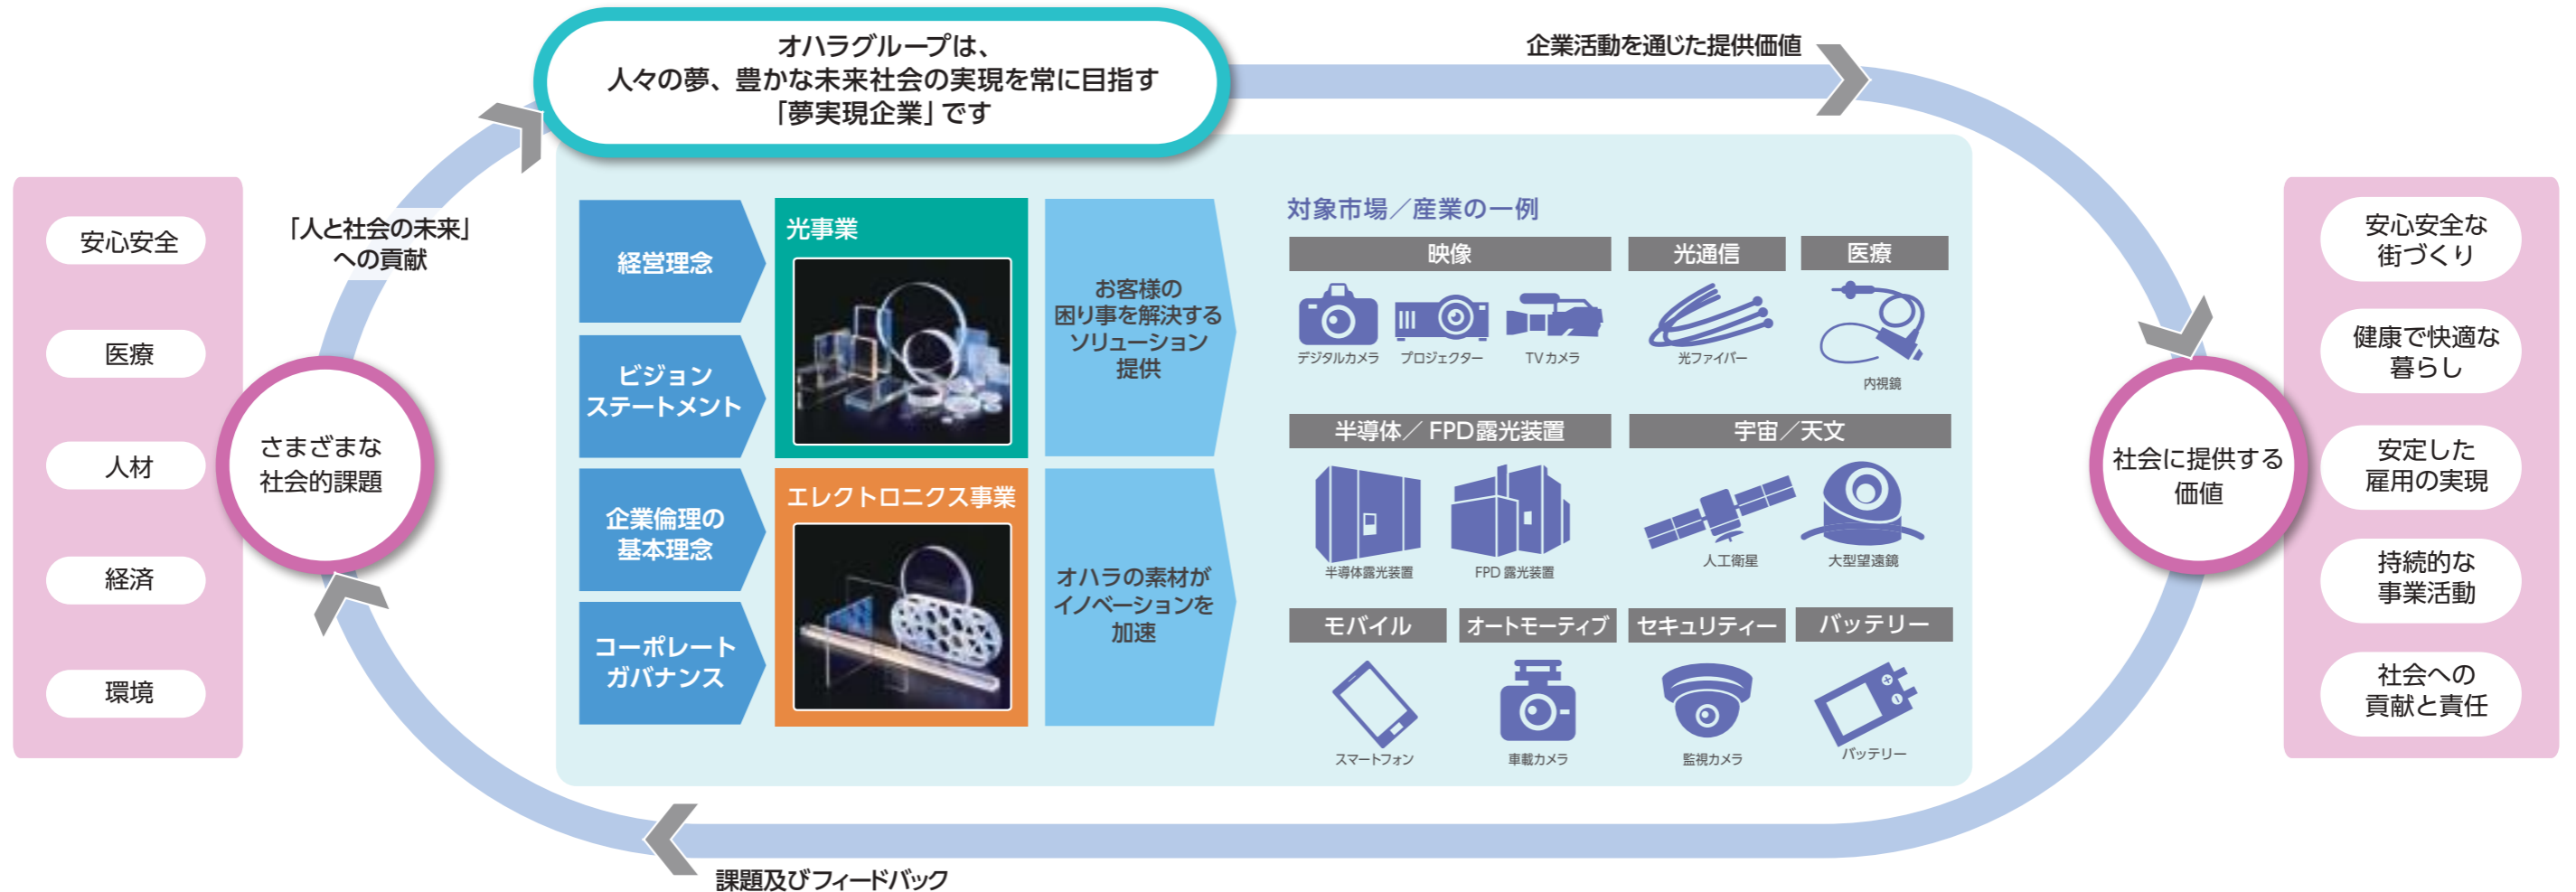 オハラグループは、
人々の夢、豊かな未来社会の実現を常に目指す
「夢実現企業」です
企業活動を通じた提供価値
「人と社会の未来」
への貢献
安心安全
医療
人材
経済
環境
さまざまな
社会的課題
経営理念
ビジョン
ステートメント
企業倫理の
基本理念
コーポレート
ガバナンス
光事業
エレクトロニクス事業
お客様の
困り事を解決する
ソリューション
提供
オハラの素材が
イノベーションを
加速
対象市場／産業の一例
映像
光通信
医療
デジタルカメラ
プロジェクター
TVカメラ
光ファイバー
内視鏡
半導体／FPD露光装置
宇宙／天文
半導体露光装置
FPD露光装置
人工衛星
大型望遠鏡
モバイル
オートモーティブ
セキュリティー
バッテリー
スマートフォン
車載カメラ
監視カメラ
バッテリー
社会に提供する
価値
安心安全な
街づくり
健康で快適な
暮らし
安定した
雇用の実現
持続的な
事業活動
社会への
貢献と責任
課題及びフィードバック